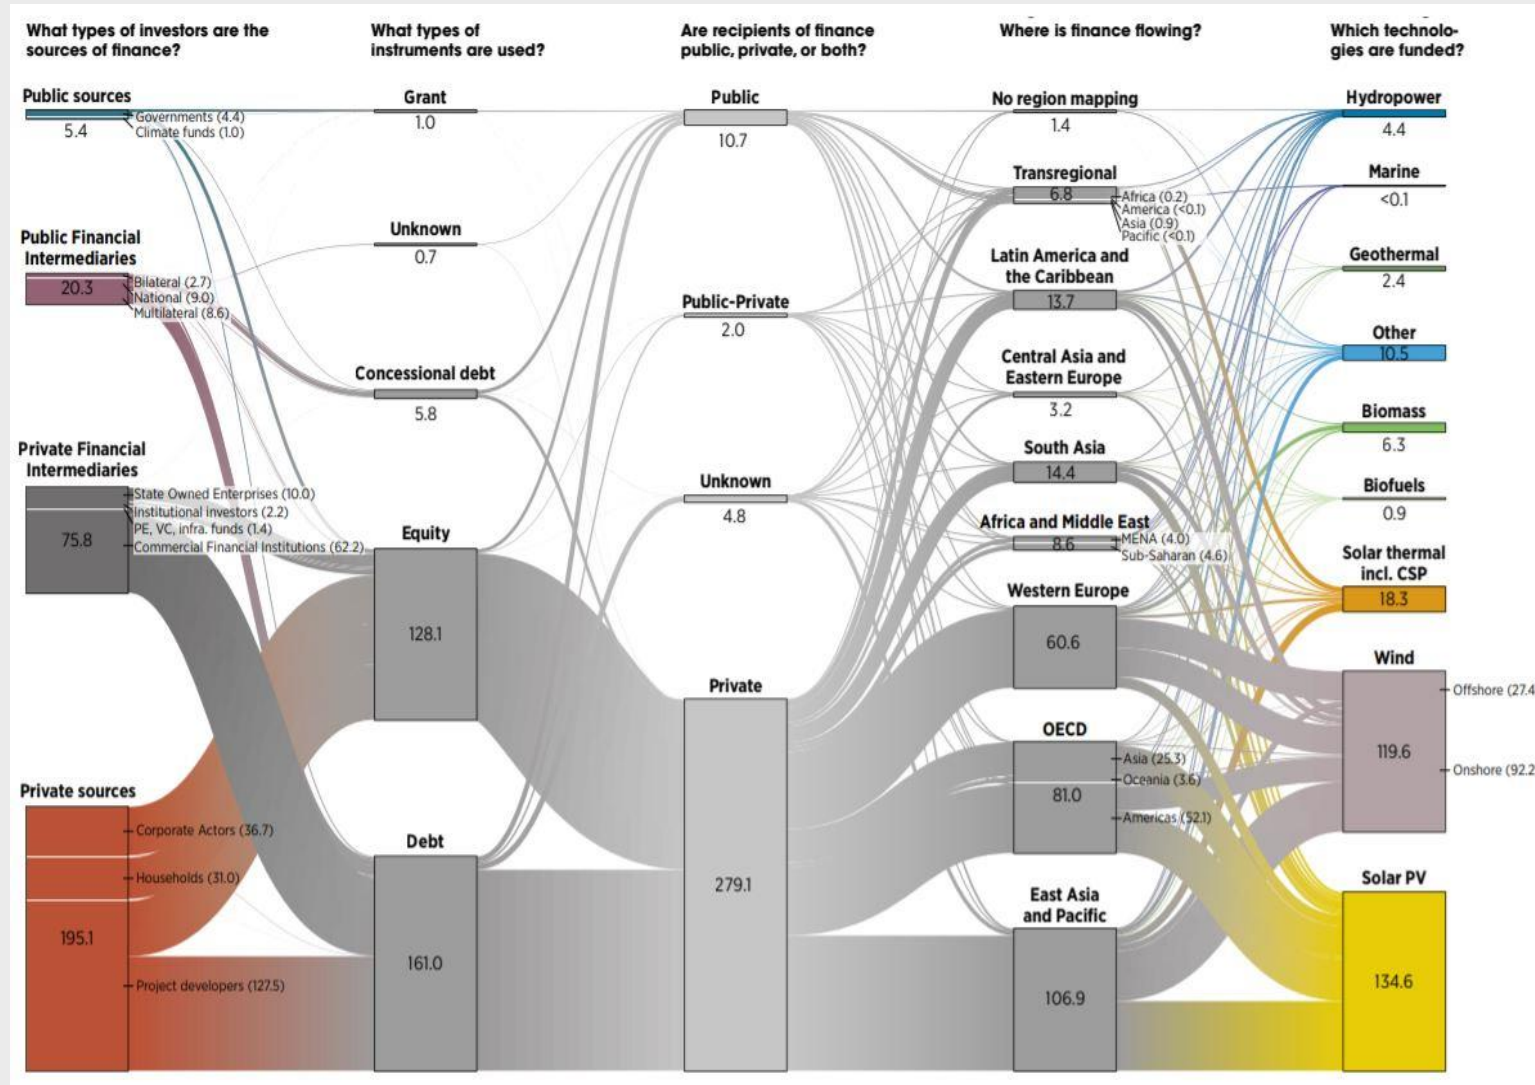 What types of investors are the
sources of finance?
What types of
instruments are used?
Are recipients of finance
public, private, or both?
Where is finance flowing?
Which technolo-
gies are funded?
Public sources
5.4
Governments (4.4)
Climate funds (1.0)
Public Financial
Intermediaries
20.3
Bilateral (2.7)
National (9.0)
Multilateral (8.6)
Private Financial
Intermediaries
75.8
State Owned Enterprises (10.0)
Institutional investors (2.2)
PE, VC, infra. funds (1.4)
Commercial Financial Institutions (62.2)
Private sources
195.1
Corporate Actors (36.7)
Households (31.0)
Project developers (127.5)
Grant
1.0
Unknown
0.7
Concessional debt
5.8
Equity
128.1
Debt
161.0
Public
10.7
Public-Private
2.0
Unknown
4.8
Private
279.1
No region mapping
1.4
Transregional
6.8
Africa (0.2)
America (<0.1)
Asia (0.9)
Pacific (<0.1)
Latin America and
the Caribbean
13.7
Central Asia and
Eastern Europe
3.2
South Asia
14.4
Africa and Middle East
8.6
MENA (4.0)
Sub-Saharan (4.6)
Western Europe
60.6
OECD
81.0
Asia (25.3)
Oceania (3.6)
Americas (52.1)
East Asia
and Pacific
106.9
Hydropower
4.4
Marine
<0.1
Geothermal
2.4
Other
10.5
Biomass
6.3
Biofuels
0.9
Solar thermal
incl. CSP
18.3
Wind
119.6
Offshore (27.4
Onshore (92.2
Solar PV
134.6